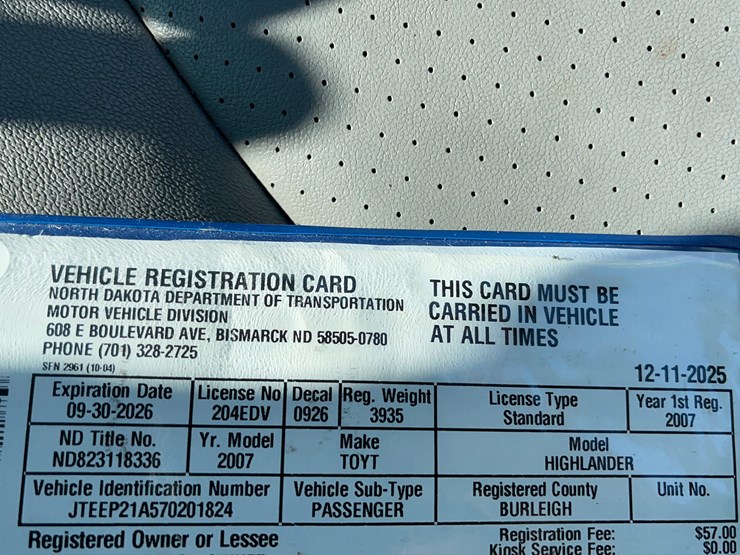 VEHICLE REGISTRATION CARD
NORTH DAKOTA DEPARTMENT OF TRANSPORTATION
MOTOR VEHICLE DIVISION
608 E BOULEVARD AVE, BISMARCK ND 58505-0780
PHONE (701) 328-2725
SFN 2961 (10-04)
THIS CARD MUST BE
CARRIED IN VEHICLE
AT ALL TIMES
12-11-2025
Expiration Date License No Decal Reg. Weight License Type Year 1st Reg.
09-30-2026 204EDV 0926 3935 Standard 2007
ND Title No. Yr. Model Make Model
ND823118336 2007 TOYT HIGHLANDER
Vehicle Identification Number Vehicle Sub-Type Registered County Unit No.
JTEEP21A570201824 PASSENGER BURLEIGH
Registered Owner or Lessee Registration Fee: $57.00
Kiosk Service Fee: $0.00